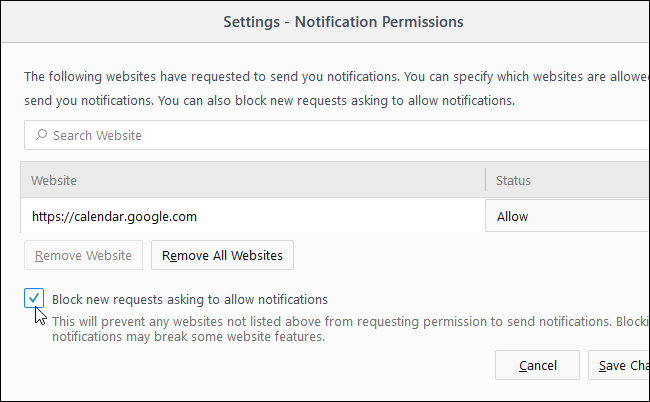 Settings - Notification Permissions
The following websites have requested to send you notifications. You can specify which websites are allowed
send you notifications. You can also block new requests asking to allow notifications.
Search Website
Website Status
https://calendar.google.com Allow
Remove Website Remove All Websites
Block new requests asking to allow notifications
This will prevent any websites not listed above from requesting permission to send notifications.
notifications may break some website features.
Cancel Save